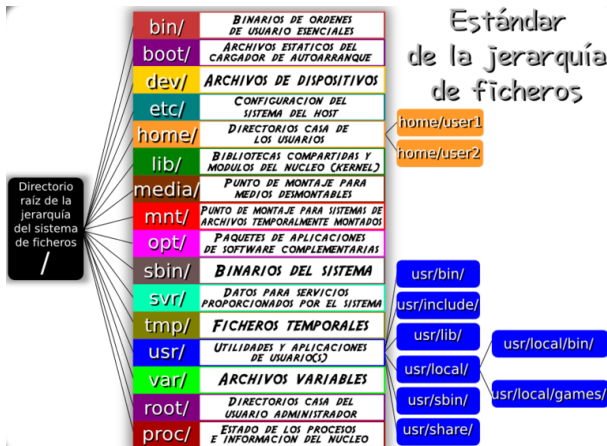 Estándar
de la jerarquía
de ficheros
Directorio
raíz de la
jerarquía
del sistema
de ficheros
/
bin/
BINARIOS DE ORDENES
DE USUARIO ESENCIALES
boot/
ARCHIVOS ESTATICOS DEL
CARGADOR DE AUTOARRANQUE
dev/
ARCHIVOS DE DISPOSITIVOS
etc/
CONFIGURACION DEL
SISTEMA DEL HOST
home/
DIRECTORIOS CASA DE
LOS USUARIOS
home/user1
home/user2
lib/
BIBLIOTECAS COMPARTIDAS Y
MODULOS DEL NUCLEO (KERNEL)
media/
PUNTO DE MONTAJE PARA
MEDIOS DESMONTABLES
mnt/
PUNTO DE MONTAJE PARA SISTEMAS DE
ARCHIVOS TEMPORALMENTE MONTADOS
opt/
PAQUETES DE APLICACIONES
DE SOFTWARE COMPLEMENTARIAS
sbin/
BINARIOS DEL SISTEMA
svr/
DATOS PARA SERVICIOS
PROPORCIONADOS POR EL SISTEMA
tmp/
FICHEROS TEMPORALES
usr/
UTILIDADES Y APLICACIONES
DE USUARIO(S)
usr/bin/
usr/include/
usr/lib/
usr/local/
usr/local/bin/
usr/local/games/
usr/sbin/
usr/share/
var/
ARCHIVOS VARIABLES
root/
DIRECTORIOS CASA DEL
USUARIO ADMINISTRADOR
proc/
ESTADO DE LOS PROCESOS
E INFORMACION DEL NUCLEO